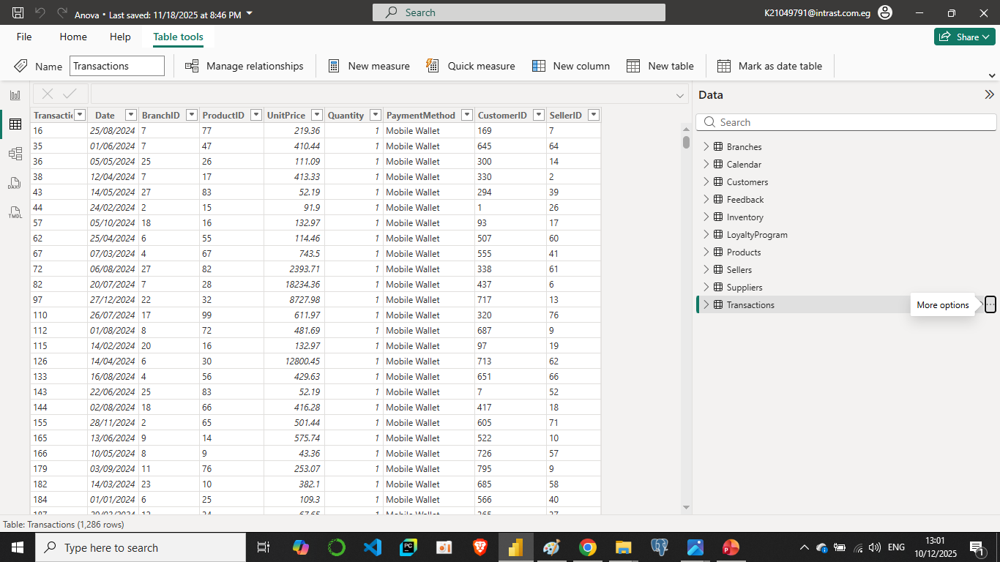 Anova • Last saved: 11/18/2025 at 8:46 PM
Search
K21049791@intrast.com.eg
File Home Help Table tools
Share
Name Transactions Manage relationships New measure Quick measure New column New table Mark as date table
Data
Search
Transactic Date BranchID ProductID UnitPrice Quantity PaymentMethod CustomerID SellerID
16 25/08/2024 7 77 219.36 1 Mobile Wallet 169 7
35 01/06/2024 7 47 410.44 1 Mobile Wallet 645 64
36 05/05/2024 25 26 111.09 1 Mobile Wallet 300 14
38 12/04/2024 7 17 413.33 1 Mobile Wallet 330 2
43 14/05/2024 27 83 52.19 1 Mobile Wallet 294 39
44 24/02/2024 2 15 91.9 1 Mobile Wallet 1 26
57 05/10/2024 18 16 132.97 1 Mobile Wallet 93 17
62 25/04/2024 6 55 114.46 1 Mobile Wallet 507 60
67 07/03/2024 4 67 743.5 1 Mobile Wallet 555 41
72 06/08/2024 27 82 2393.71 1 Mobile Wallet 338 61
82 20/07/2024 7 28 18234.36 1 Mobile Wallet 437 6
97 27/12/2024 22 32 8727.98 1 Mobile Wallet 717 13
110 26/07/2024 17 99 611.97 1 Mobile Wallet 320 76
112 01/08/2024 8 72 481.69 1 Mobile Wallet 687 9
115 14/02/2024 20 16 132.97 1 Mobile Wallet 97 19
126 14/04/2024 6 30 12800.45 1 Mobile Wallet 713 62
133 16/08/2024 4 56 429.63 1 Mobile Wallet 651 66
143 22/06/2024 25 83 52.19 1 Mobile Wallet 7 52
144 02/08/2024 18 66 416.28 1 Mobile Wallet 417 18
155 28/11/2024 2 65 501.44 1 Mobile Wallet 605 71
165 13/06/2024 9 14 575.74 1 Mobile Wallet 522 10
166 10/05/2024 8 9 43.36 1 Mobile Wallet 726 57
179 03/09/2024 11 76 253.07 1 Mobile Wallet 795 9
182 14/03/2024 23 10 382.1 1 Mobile Wallet 685 58
184 01/01/2024 6 25 109.3 1 Mobile Wallet 566 40
Branches
Calendar
Customers
Feedback
Inventory
LoyaltyProgram
Products
Sellers
Suppliers
Transactions
More options
DAX
TMDL
Table: Transactions (1,286 rows)
Type here to search
ENG
13:01
10/12/2025
1